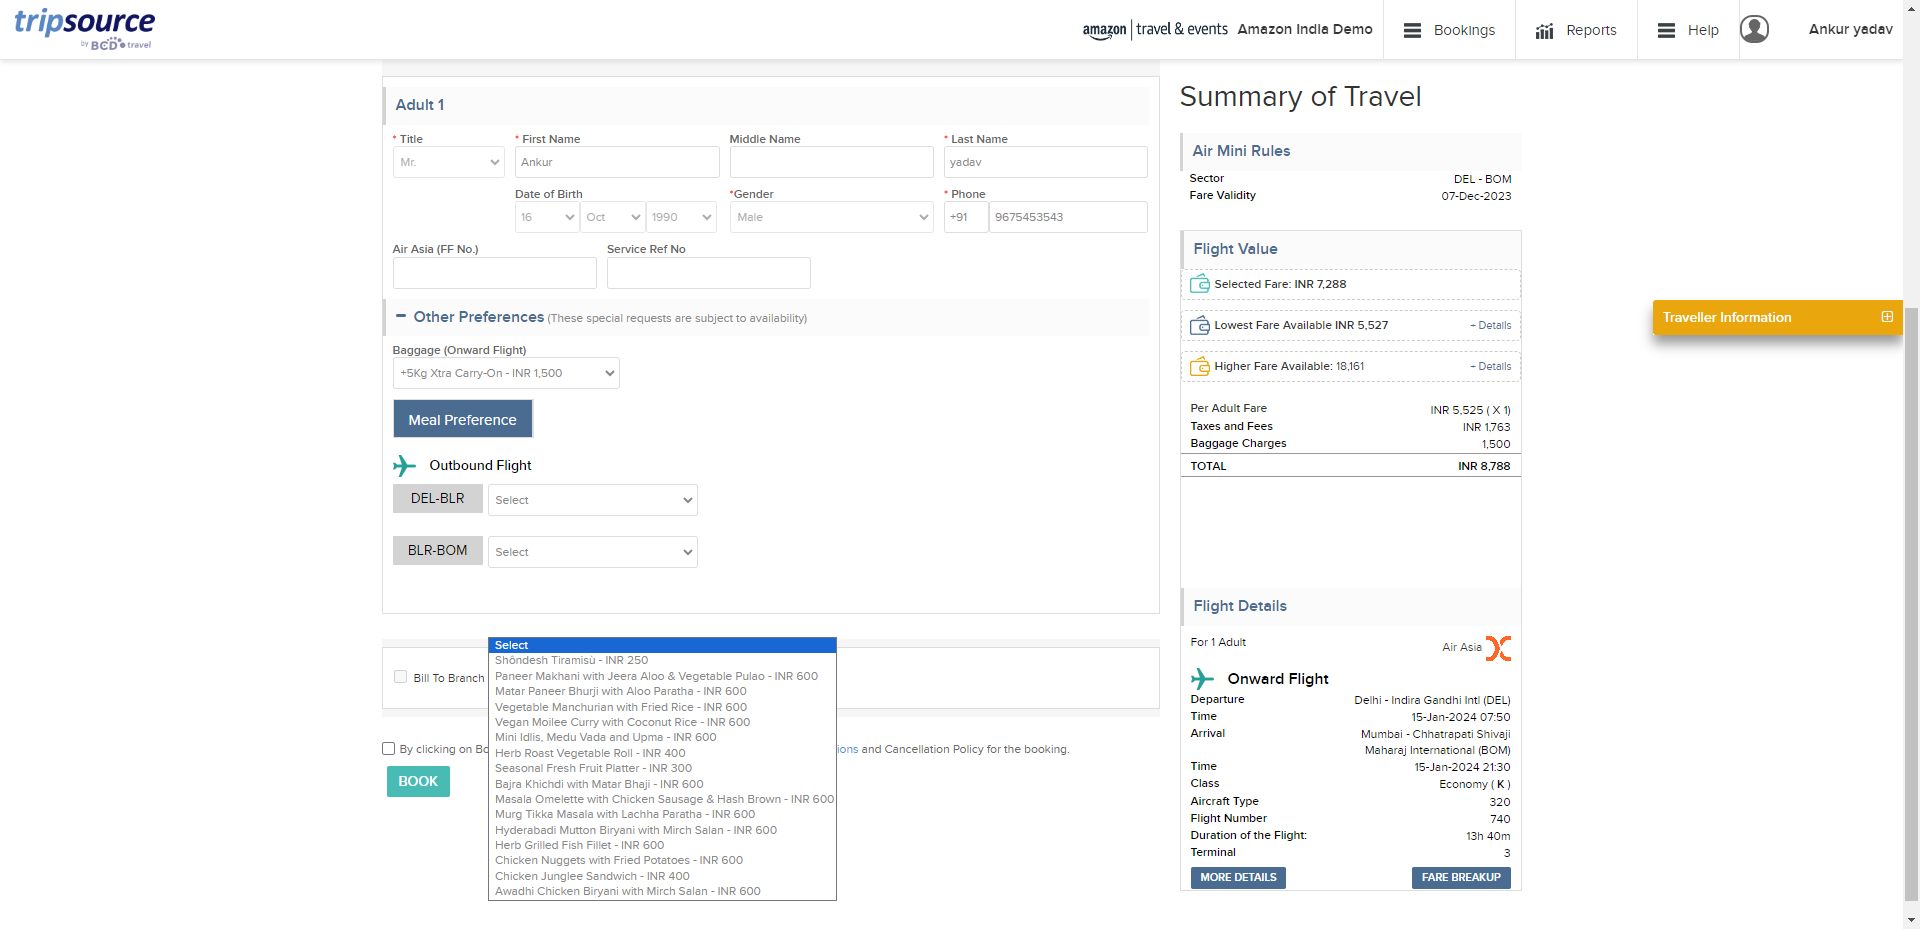 tripsource
by BCD travel
amazon | travel & events Amazon India Demo
Bookings
Reports
Help
Ankur yadav
Adult 1
* Title
* First Name
Middle Name
* Last Name
Mr.
Ankur
yadav
Date of Birth
*Gender
* Phone
16
Oct
1990
Male
+91
9675453543
Air Asia (FF No.)
Service Ref No
− Other Preferences (These special requests are subject to availability)
Baggage (Onward Flight)
+5Kg Xtra Carry-On - INR 1,500
Meal Preference
Outbound Flight
DEL-BLR
Select
BLR-BOM
Select
Bill To Branch
Select
Shôndesh Tiramisù - INR 250
Paneer Makhani with Jeera Aloo & Vegetable Pulao - INR 600
Matar Paneer Bhurji with Aloo Paratha - INR 600
Vegetable Manchurian with Fried Rice - INR 600
Vegan Moilee Curry with Coconut Rice - INR 600
Mini Idlis, Medu Vada and Upma - INR 600
Herb Roast Vegetable Roll - INR 400
Seasonal Fresh Fruit Platter - INR 300
Bajra Khichdi with Matar Bhaji - INR 600
Masala Omelette with Chicken Sausage & Hash Brown - INR 600
Murg Tikka Masala with Lachha Paratha - INR 600
Hyderabadi Mutton Biryani with Mirch Salan - INR 600
Herb Grilled Fish Fillet - INR 600
Chicken Nuggets with Fried Potatoes - INR 600
Chicken Junglee Sandwich - INR 400
Awadhi Chicken Biryani with Mirch Salan - INR 600
By clicking on Bo
ions and Cancellation Policy for the booking.
BOOK
Summary of Travel
Air Mini Rules
Sector DEL - BOM
Fare Validity 07-Dec-2023
Flight Value
Selected Fare: INR 7,288
Lowest Fare Available INR 5,527 + Details
Higher Fare Available: 18,161 + Details
Per Adult Fare INR 5,525 ( X 1)
Taxes and Fees INR 1,763
Baggage Charges 1,500
TOTAL INR 8,788
Flight Details
For 1 Adult
Air Asia
Onward Flight
Departure Delhi - Indira Gandhi Intl (DEL)
Time 15-Jan-2024 07:50
Arrival Mumbai - Chhatrapati Shivaji
Maharaj International (BOM)
Time 15-Jan-2024 21:30
Class Economy ( K )
Aircraft Type 320
Flight Number 740
Duration of the Flight: 13h 40m
Terminal 3
MORE DETAILS
FARE BREAKUP
Traveller Information